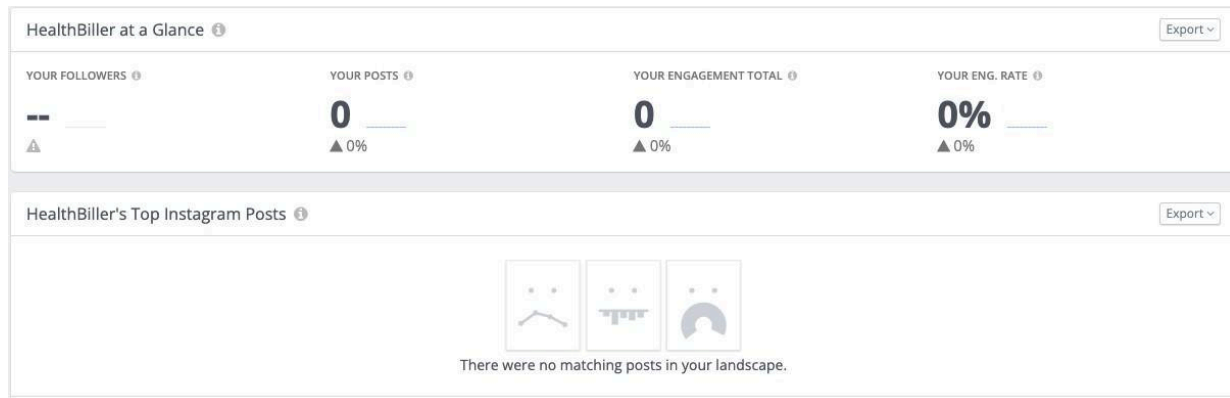 HealthBiller at a Glance
Export
YOUR FOLLOWERS YOUR POSTS YOUR ENGAGEMENT TOTAL YOUR ENG. RATE
-- 0 0 0%
▲ 0% ▲ 0% ▲ 0%
HealthBiller's Top Instagram Posts
Export
There were no matching posts in your landscape.